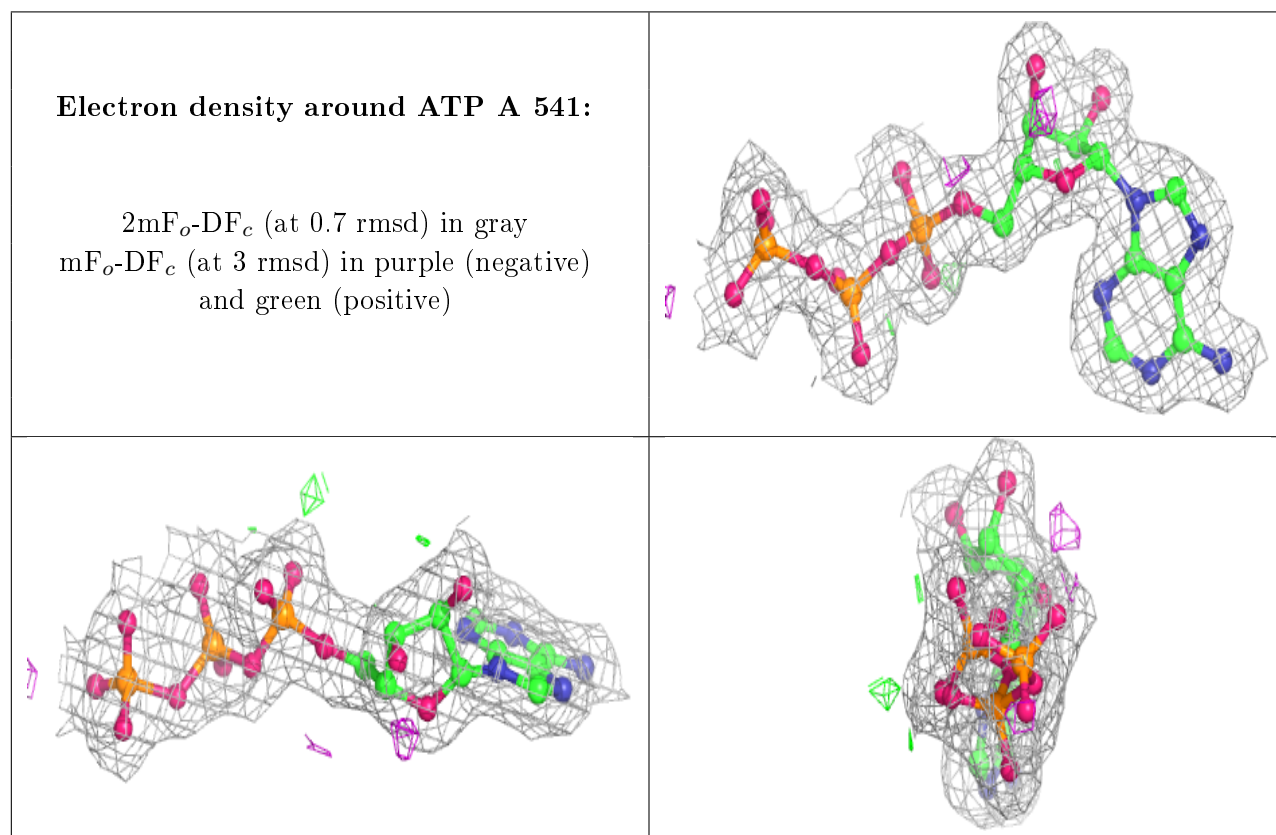 Electron density around ATP A 541:
2mFₒ-DF𝒸 (at 0.7 rmsd) in gray
mFₒ-DF𝒸 (at 3 rmsd) in purple (negative)
and green (positive)